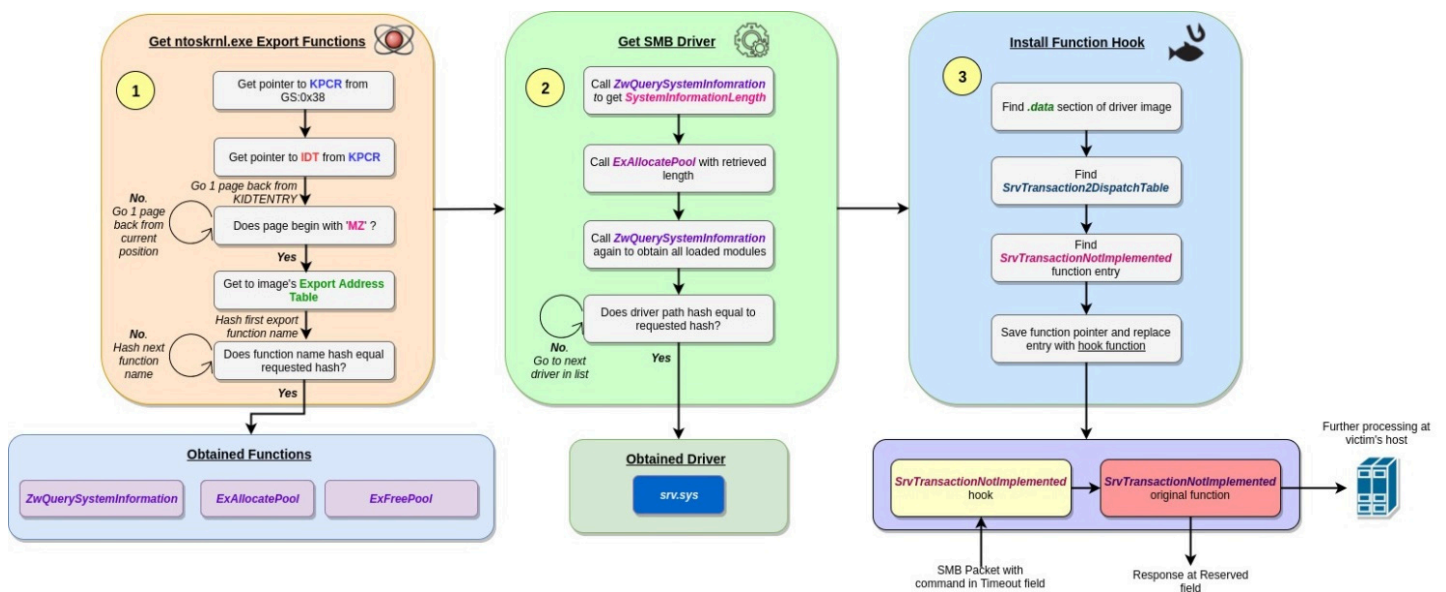 Get ntoskrnl.exe Export Functions
1
Get pointer to KPCR from
GS:0x38
Get pointer to IDT from KPCR
Go 1 page back from
KIDTENTRY
No.
Go 1 page
back from
current
position
Does page begin with 'MZ' ?
Yes
Get to image's Export Address
Table
Hash first export
function name
No.
Hash next
function
name
Does function name hash equal
requested hash?
Yes
Obtained Functions
ZwQuerySystemInformation
ExAllocatePool
ExFreePool
Get SMB Driver
2
Call ZwQuerySystemInfomration
to get SystemInformationLength
Call ExAllocatePool with retrieved
length
Call ZwQuerySystemInfomration
again to obtain all loaded modules
Does driver path hash equal to
requested hash?
No.
Go to next
driver in list
Yes
Obtained Driver
srv.sys
Install Function Hook
3
Find .data section of driver image
Find
SrvTransaction2DispatchTable
Find
SrvTransactionNotImplemented
function entry
Save function pointer and replace
entry with hook function
SrvTransactionNotImplemented
hook
SrvTransactionNotImplemented
original function
Further processing at
victim's host
SMB Packet with
command in Timeout field
Response at Reserved
field